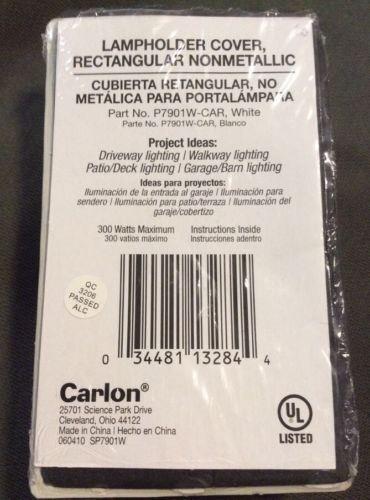 LAMPHOLDER COVER,
RECTANGULAR NONMETALLIC
CUBIERTA RETANGULAR, NO
METÁLICA PARA PORTALÁMPARA
Part No. P7901W-CAR, White
Parte No. P7901W-CAR, Blanco
Project Ideas:
Driveway lighting | Walkway lighting
Patio/Deck lighting | Garage/Barn lighting
Ideas para proyectos:
Iluminación de la entrada al garaje | Iluminación para
sendero | Iluminación para patio/terraza | Iluminación del
garaje/cobertizo
300 Watts Maximum Instructions Inside
300 vatios máximo Instrucciones adentro
QC
3206
PASSED
ALC
0 34481 13284 4
Carlon®
25701 Science Park Drive
Cleveland, Ohio 44122
Made in China | Hecho en China
060410 SP7901W
UL
LISTED